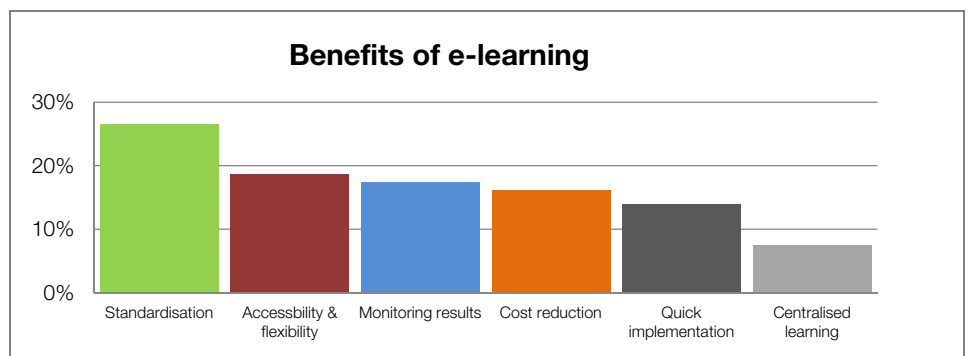 Benefits of e-learning
30%
20%
10%
0%
Standardisation
Accessbility &
flexibility
Monitoring results
Cost reduction
Quick
implementation
Centralised
learning